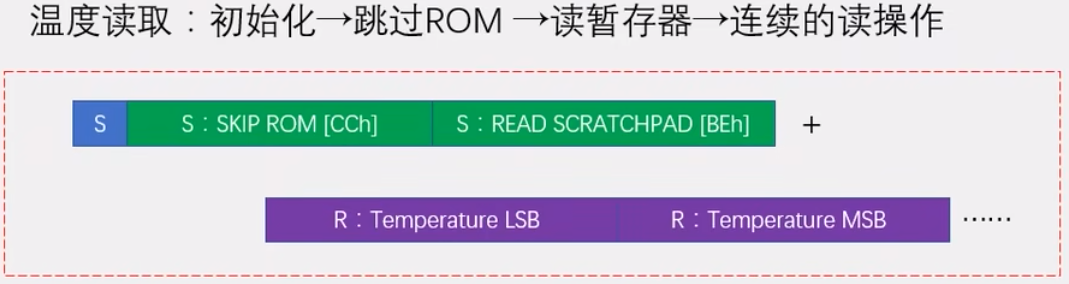 温度读取：初始化→跳过ROM →读暂存器→连续的读操作
S S：SKIP ROM [CCh] S：READ SCRATCHPAD [BEh] +
R：Temperature LSB R：Temperature MSB ……